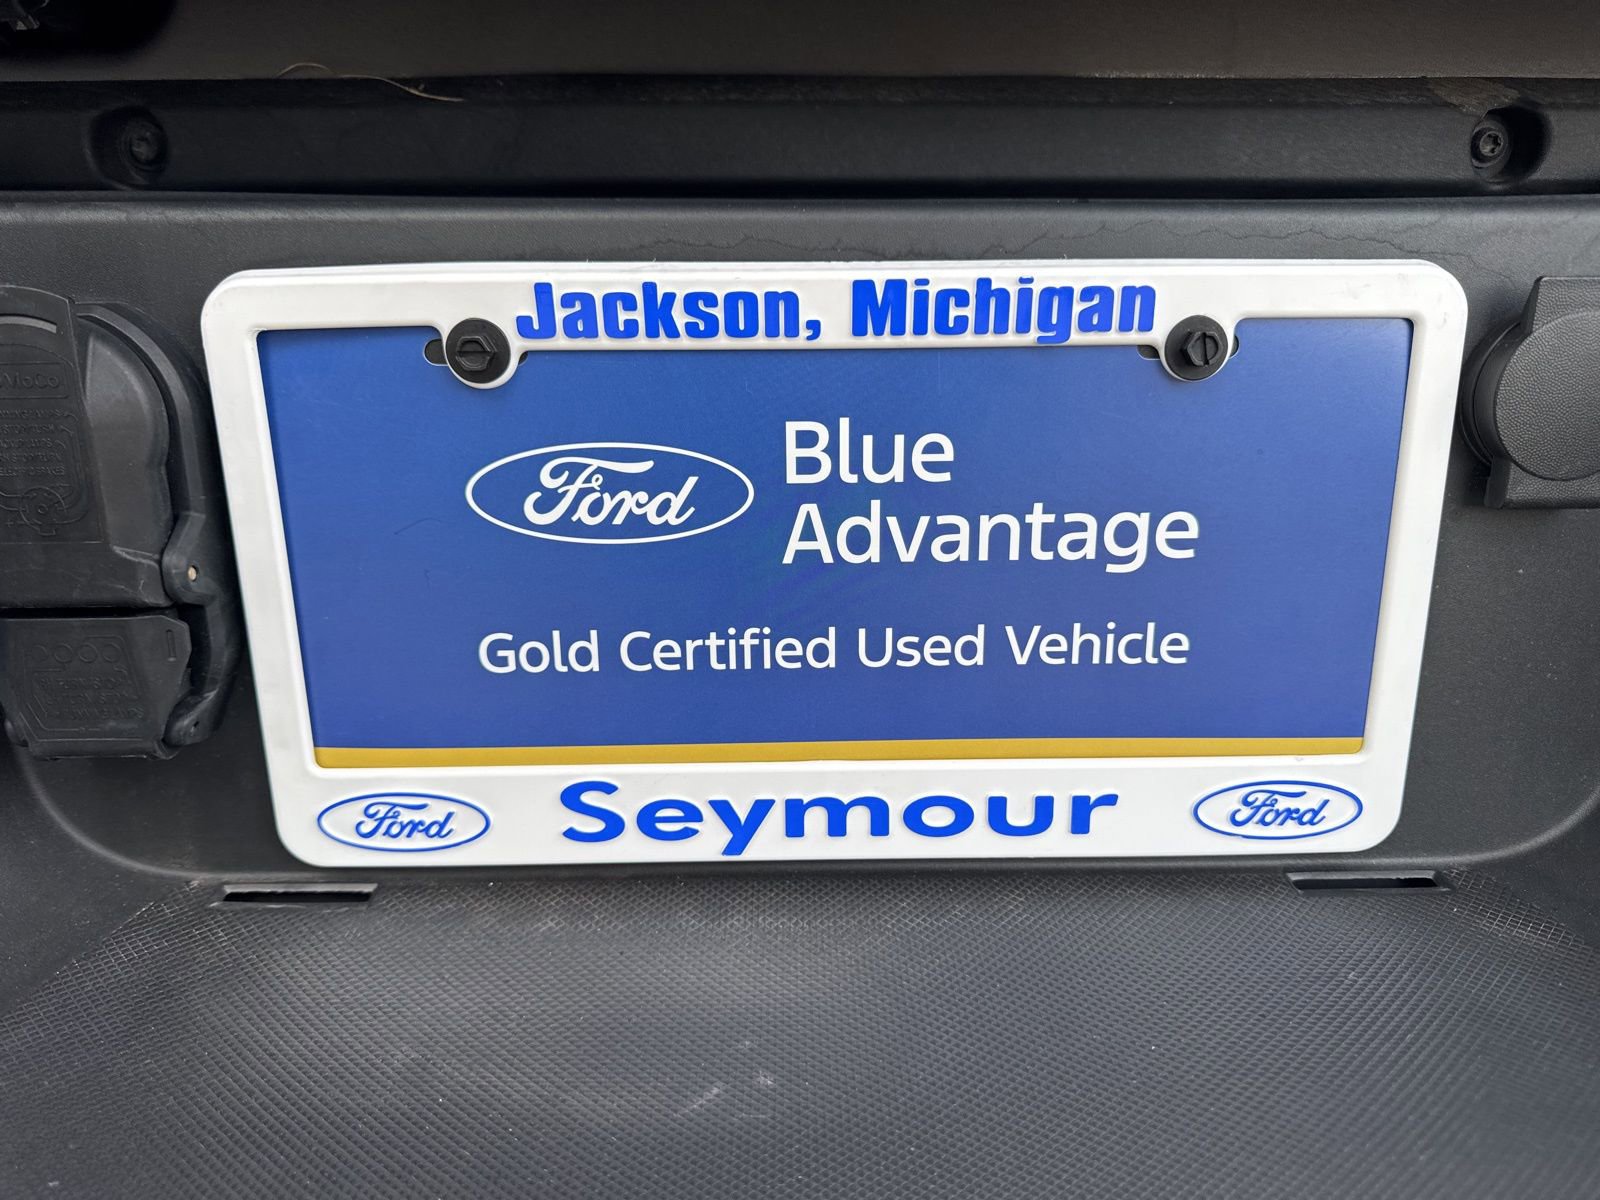 Jackson, Michigan
Ford
Blue
Advantage
Gold Certified Used Vehicle
Ford
Seymour
Ford